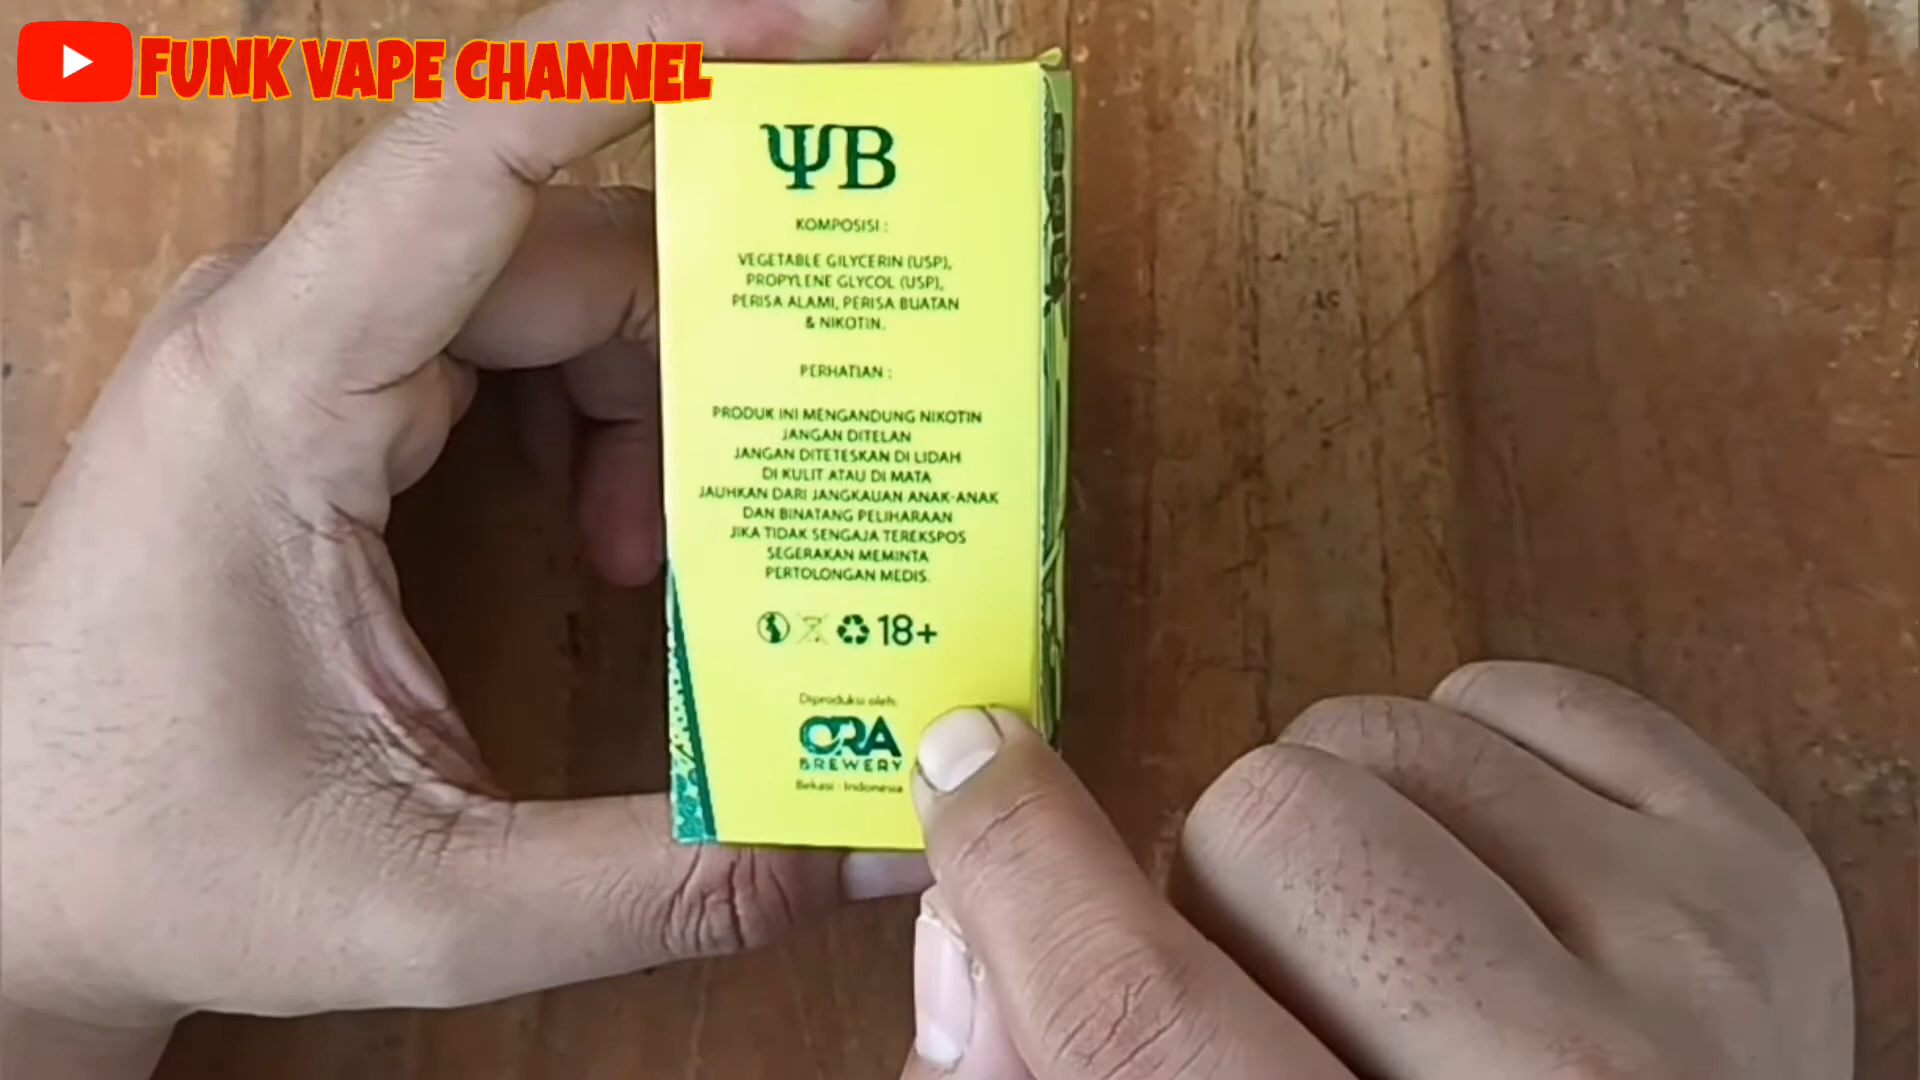 FUNK VAPE CHANNEL
ΨB
KOMPOSISI :
VEGETABLE GILYCERIN (USP),
PROPYLENE GLYCOL (USP),
PERISA ALAMI, PERISA BUATAN
& NIKOTIN.
PERHATIAN :
PRODUK INI MENGANDUNG NIKOTIN
JANGAN DITELAN
JANGAN DITETESKAN DI LIDAH
DI KULIT ATAU DI MATA
JAUHKAN DARI JANGKAUAN ANAK-ANAK
DAN BINATANG PELIHARAAN
JIKA TIDAK SENGAJA TEREKSPOS
SEGERAKAN MEMINTA
PERTOLONGAN MEDIS.
18+
Diproduksi oleh:
ORA
BREWERY
Bekasi - Indonesia